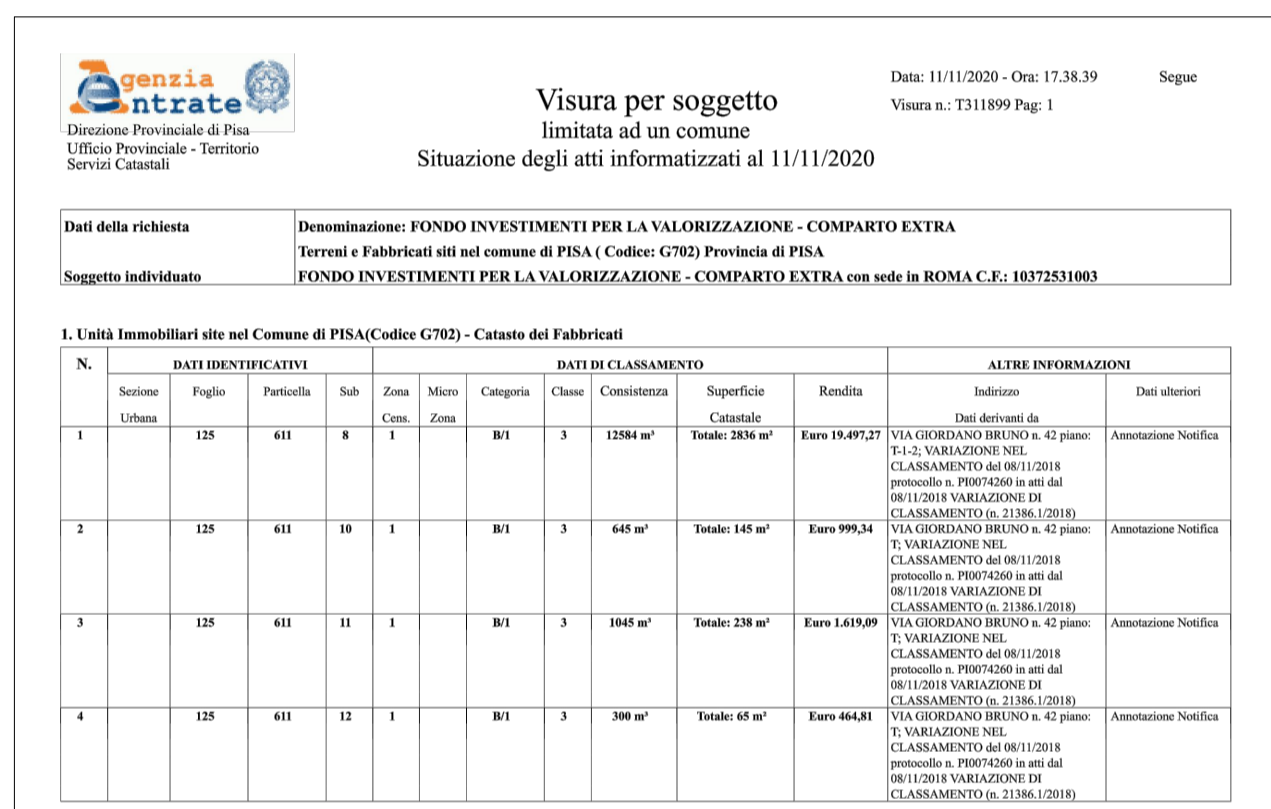 Agenzia
Entrate
Direzione Provinciale di Pisa
Ufficio Provinciale - Territorio
Servizi Catastali
Visura per soggetto
limitata ad un comune
Situazione degli atti informatizzati al 11/11/2020
Data: 11/11/2020 - Ora: 17.38.39 Segue
Visura n.: T311899 Pag: 1
Dati della richiesta Denominazione: FONDO INVESTIMENTI PER LA VALORIZZAZIONE - COMPARTO EXTRA
Terreni e Fabbricati siti nel comune di PISA ( Codice: G702) Provincia di PISA
Soggetto individuato FONDO INVESTIMENTI PER LA VALORIZZAZIONE - COMPARTO EXTRA con sede in ROMA C.F.: 10372531003
1. Unità Immobiliari site nel Comune di PISA(Codice G702) - Catasto dei Fabbricati
N. DATI IDENTIFICATIVI DATI DI CLASSAMENTO ALTRE INFORMAZIONI
Sezione Foglio Particella Sub Zona Micro Categoria Classe Consistenza Superficie Rendita Indirizzo Dati ulteriori
Urbana Cens. Zona Catastale Dati derivanti da
1 125 611 8 1 B/1 3 12584 m³ Totale: 2836 m² Euro 19.497,27 VIA GIORDANO BRUNO n. 42 piano: Annotazione Notifica
T-1-2; VARIAZIONE NEL
CLASSAMENTO del 08/11/2018
protocollo n. PI0074260 in atti dal
08/11/2018 VARIAZIONE DI
CLASSAMENTO (n. 21386.1/2018)
2 125 611 10 1 B/1 3 645 m³ Totale: 145 m² Euro 999,34 VIA GIORDANO BRUNO n. 42 piano: Annotazione Notifica
T; VARIAZIONE NEL
CLASSAMENTO del 08/11/2018
protocollo n. PI0074260 in atti dal
08/11/2018 VARIAZIONE DI
CLASSAMENTO (n. 21386.1/2018)
3 125 611 11 1 B/1 3 1045 m³ Totale: 238 m² Euro 1.619,09 VIA GIORDANO BRUNO n. 42 piano: Annotazione Notifica
T; VARIAZIONE NEL
CLASSAMENTO del 08/11/2018
protocollo n. PI0074260 in atti dal
08/11/2018 VARIAZIONE DI
CLASSAMENTO (n. 21386.1/2018)
4 125 611 12 1 B/1 3 300 m³ Totale: 65 m² Euro 464,81 VIA GIORDANO BRUNO n. 42 piano: Annotazione Notifica
T; VARIAZIONE NEL
CLASSAMENTO del 08/11/2018
protocollo n. PI0074260 in atti dal
08/11/2018 VARIAZIONE DI
CLASSAMENTO (n. 21386.1/2018)